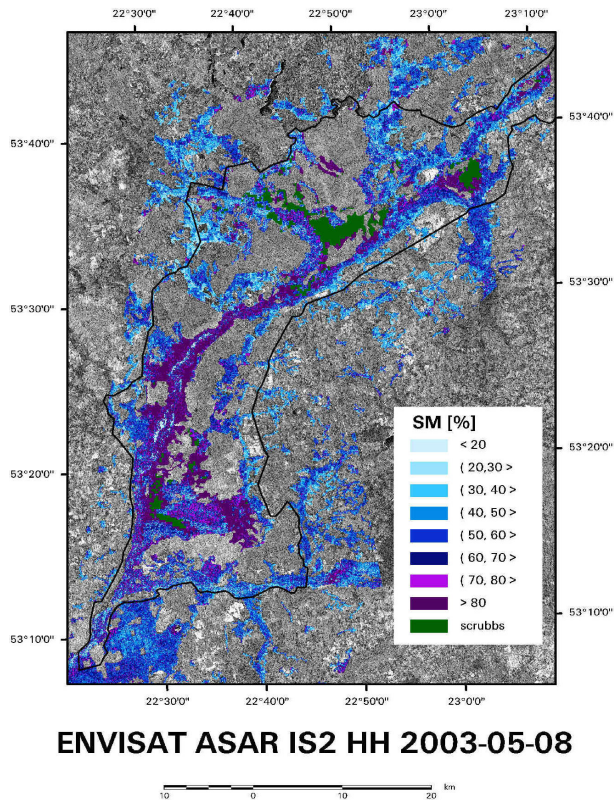 22°30'0" 22°40'0" 22°50'0" 23°0'0" 23°10'0"
53°40'0" 53°40'0"
53°30'0" 53°30'0"
53°20'0" 53°20'0"
53°10'0" 53°10'0"
SM [%]
< 20
( 20,30 >
( 30, 40 >
( 40, 50 >
( 50, 60 >
( 60, 70 >
( 70, 80 >
> 80
scrubbs
22°30'0" 22°40'0" 22°50'0" 23°0'0"
ENVISAT ASAR IS2 HH 2003-05-08
km
10 0 10 20